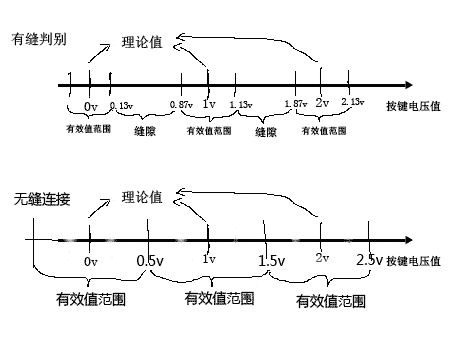 有缝判别
理论值
0v 0.13v 0.87v 1v 1.13v 1.87v 2v 2.13v 按键电压值
有效值范围 缝隙 有效值范围 缝隙 有效值范围
无缝连接
理论值
0v 0.5v 1v 1.5v 2v 2.5v 按键电压值
有效值范围 有效值范围 有效值范围